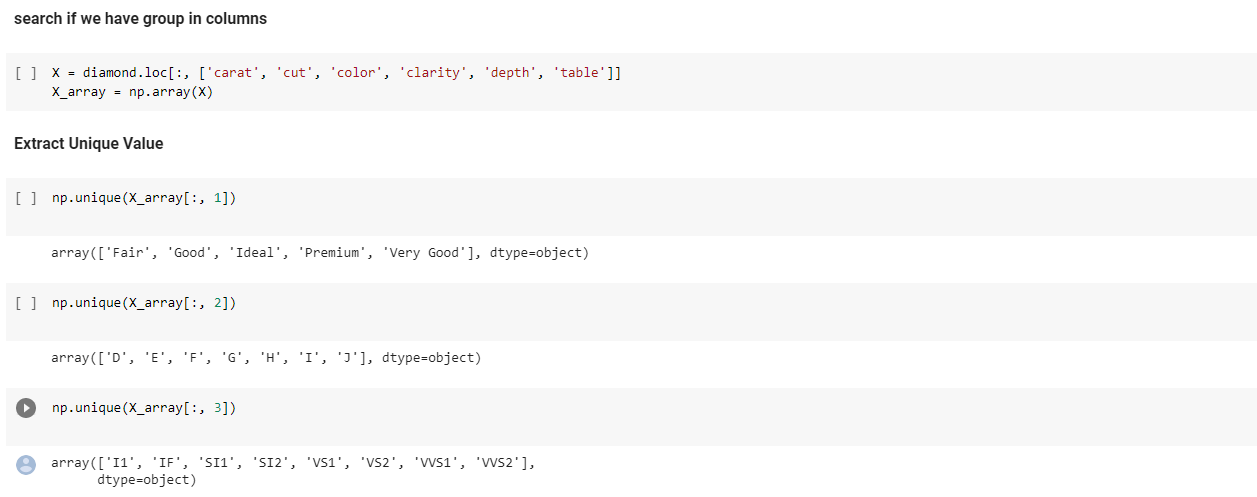 search if we have group in columns
[ ] X = diamond.loc[:, ['carat', 'cut', 'color', 'clarity', 'depth', 'table']]
X_array = np.array(X)
Extract Unique Value
[ ] np.unique(X_array[:, 1])
array(['Fair', 'Good', 'Ideal', 'Premium', 'Very Good'], dtype=object)
[ ] np.unique(X_array[:, 2])
array(['D', 'E', 'F', 'G', 'H', 'I', 'J'], dtype=object)
np.unique(X_array[:, 3])
array(['I1', 'IF', 'SI1', 'SI2', 'VS1', 'VS2', 'VVS1', 'VVS2'],
dtype=object)